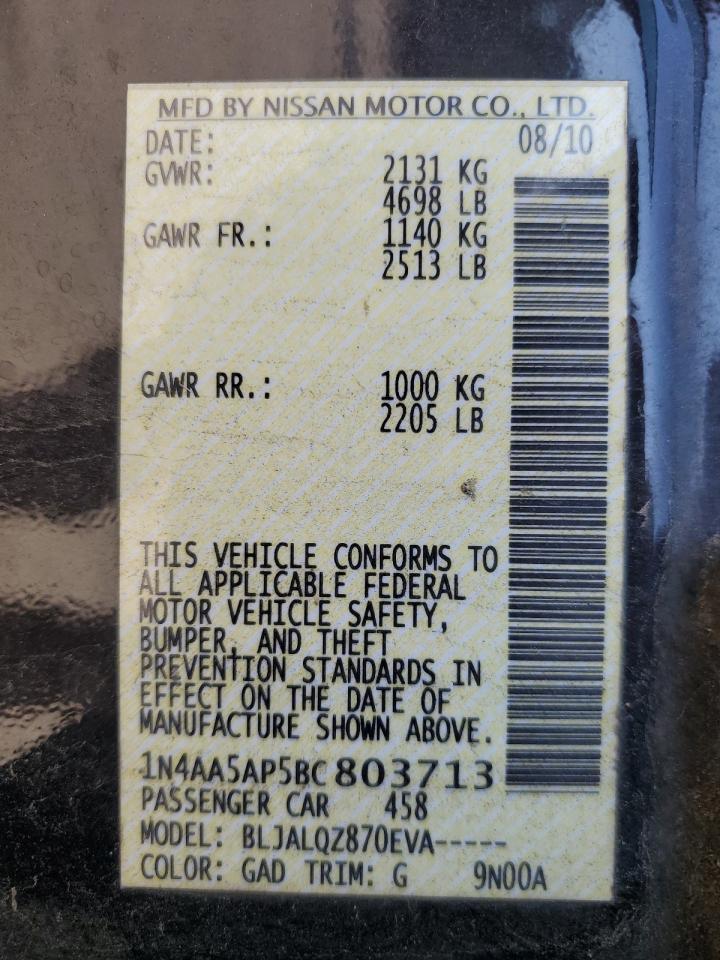 MFD BY NISSAN MOTOR CO., LTD.
DATE: 08/10
GVWR: 2131 KG
4698 LB
GAWR FR.: 1140 KG
2513 LB
GAWR RR.: 1000 KG
2205 LB
THIS VEHICLE CONFORMS TO
ALL APPLICABLE FEDERAL
MOTOR VEHICLE SAFETY,
BUMPER, AND THEFT
PREVENTION STANDARDS IN
EFFECT ON THE DATE OF
MANUFACTURE SHOWN ABOVE.
1N4AA5AP5BC803713
PASSENGER CAR 458
MODEL: BLJALQZ870EVA-----
COLOR: GAD TRIM: G 9N00A